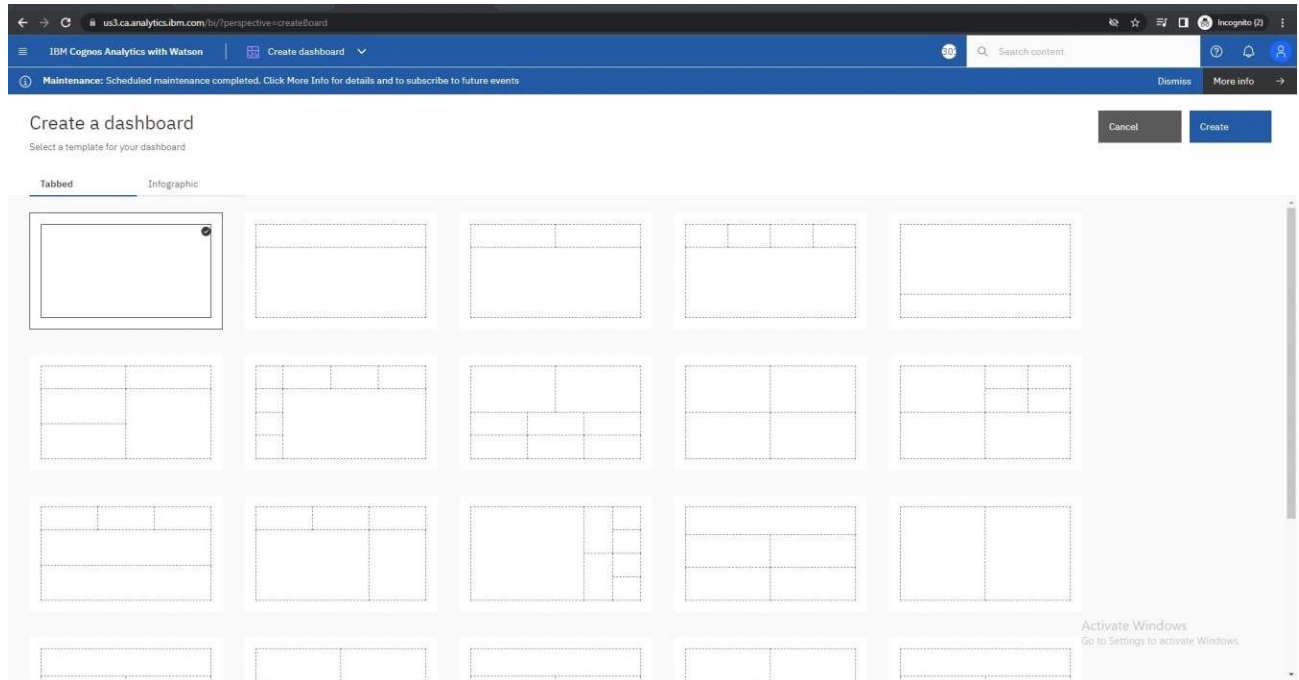 us3.ca.analytics.ibm.com/bi/?perspective=createBoard
Incognito (2)
IBM Cognos Analytics with Watson
Create dashboard
Search content
Maintenance: Scheduled maintenance completed. Click More Info for details and to subscribe to future events
Dismiss
More info
Create a dashboard
Cancel
Create
Select a template for your dashboard
Tabbed
Infographic
Activate Windows
Go to Settings to activate Windows.